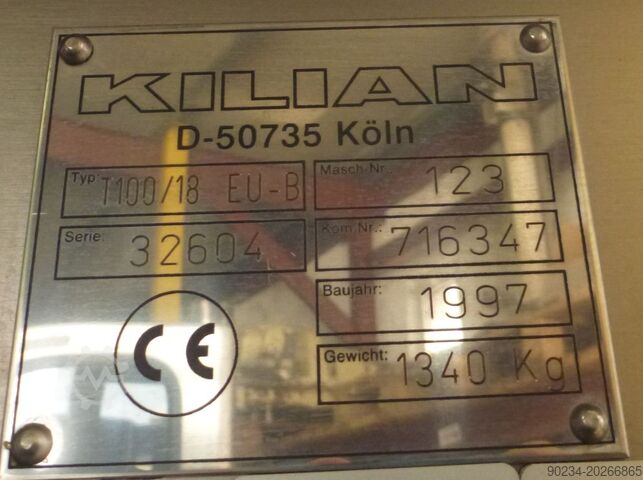 KILIAN
D-50735 Köln
Typ: T100/18 EU-B
Masch-Nr.: 123
Serie: 32604
Kom.Nr.: 716347
Baujahr: 1997
CE
Gewicht: 1340 Kg
90234-20266865